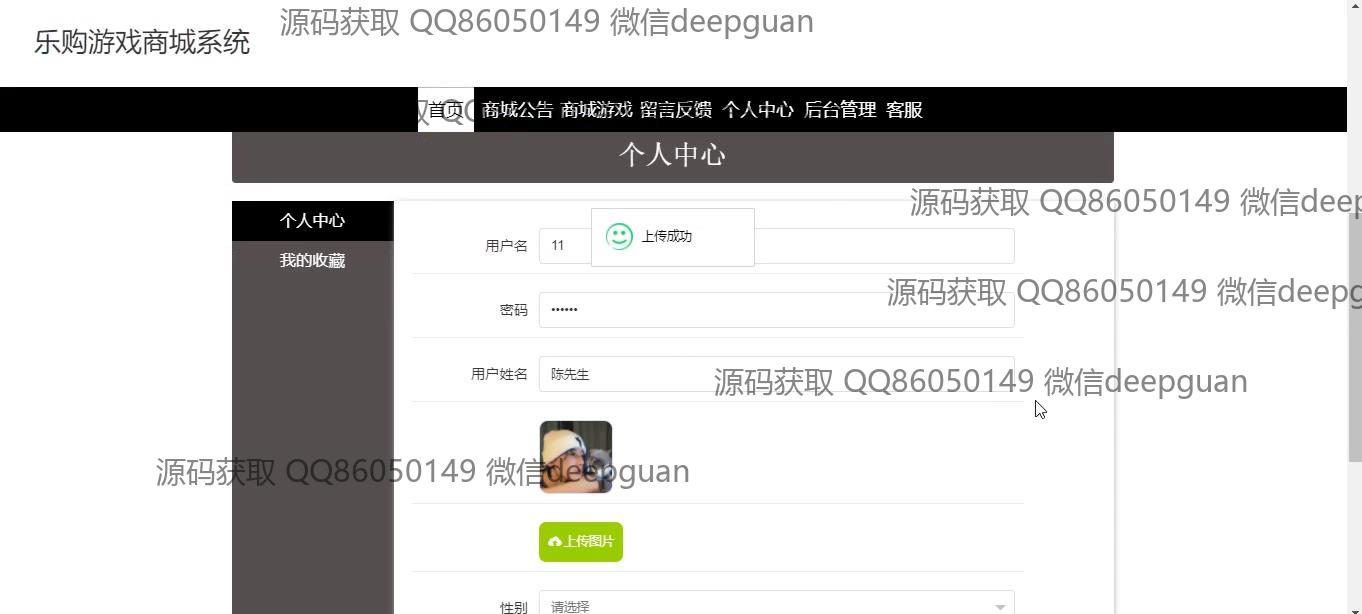 源码获取 QQ86050149 微信deepguan
乐购游戏商城系统
首页 商城公告 商城游戏 留言反馈 个人中心 后台管理 客服
个人中心
源码获取 QQ86050149 微信deep
个人中心
上传成功
用户名 11
我的收藏
源码获取 QQ86050149 微信deepg
密码 ••••••
用户姓名 陈先生
源码获取 QQ86050149 微信deepguan
源码获取 QQ86050149 微信deepguan
上传图片
性别 请选择